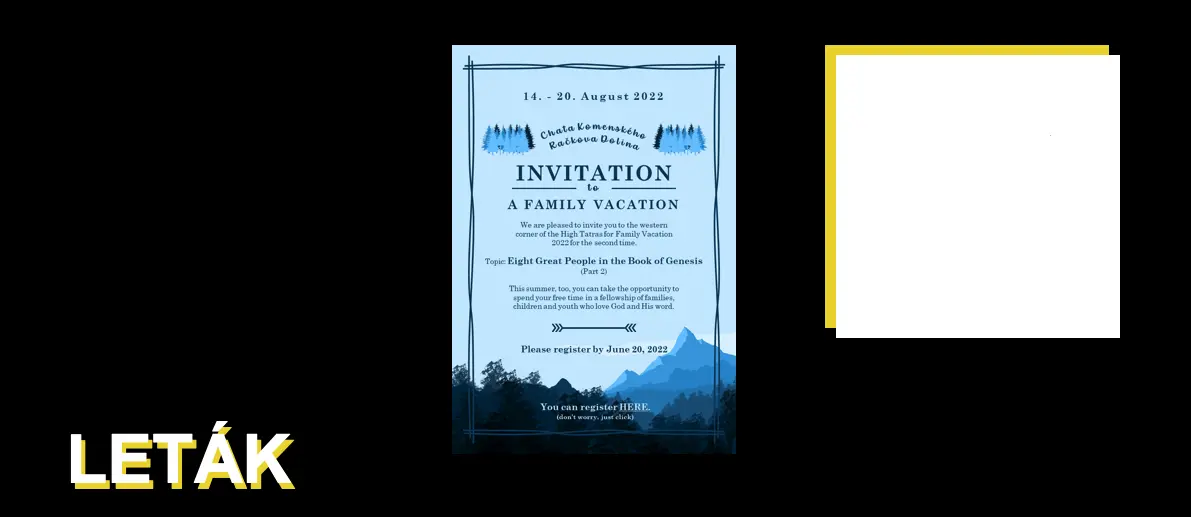 14. - 20. August 2022
Chata Komenského
Račkova Dolina
INVITATION
to
A FAMILY VACATION
We are pleased to invite you to the western
corner of the High Tatras for Family Vacation
2022 for the second time.
Topic: Eight Great People in the Book of Genesis
(Part 2)
This summer, too, you can take the opportunity to
spend your free time in a fellowship of families,
children and youth who love God and His word.
Please register by June 20, 2022
You can register HERE.
(don't worry, just click)
LETÁK